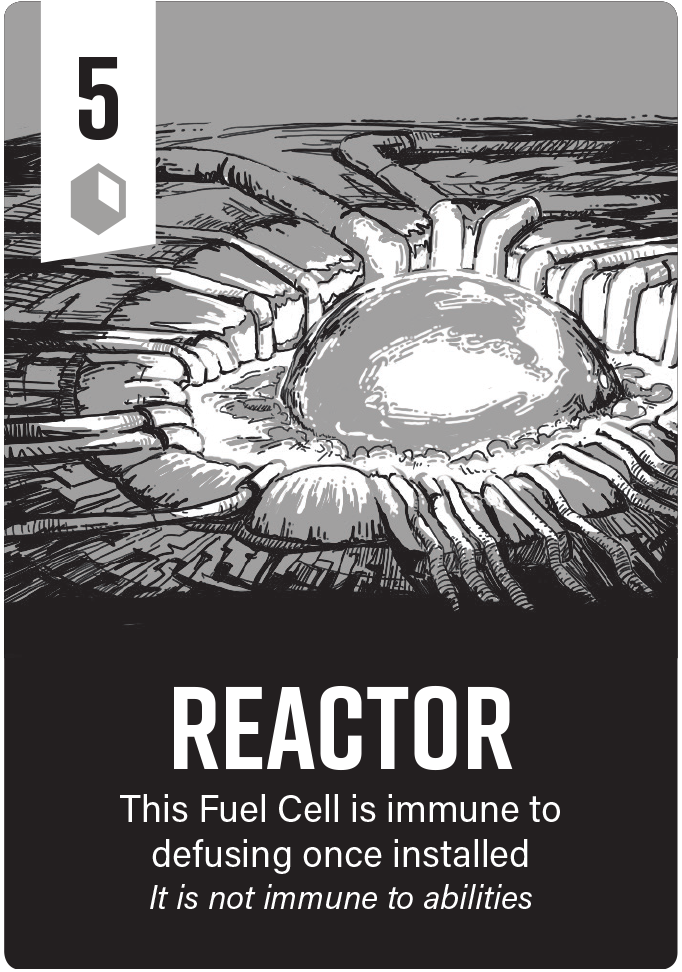 5
REACTOR
This Fuel Cell is immune to
defusing once installed
It is not immune to abilities